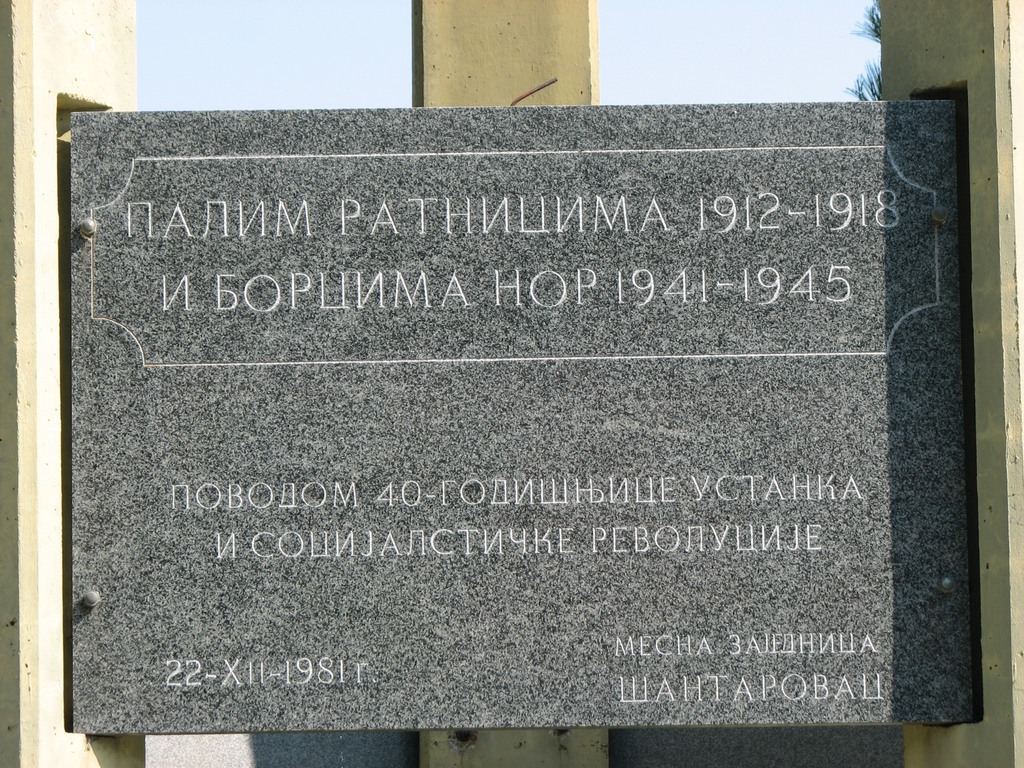 ПАЛИМ РАТНИЦИМА 1912-1918
И БОРЦИМА НОР 1941-1945
ПОВОДОМ 40-ГОДИШЊИЦЕ УСТАНКА
И СОЦИЈАЛСТИЧКЕ РЕВОЛУЦИЈЕ
22-XII-1981 г.
МЕСНА ЗАЈЕДНИЦА
ШАНТАРОВАЦ